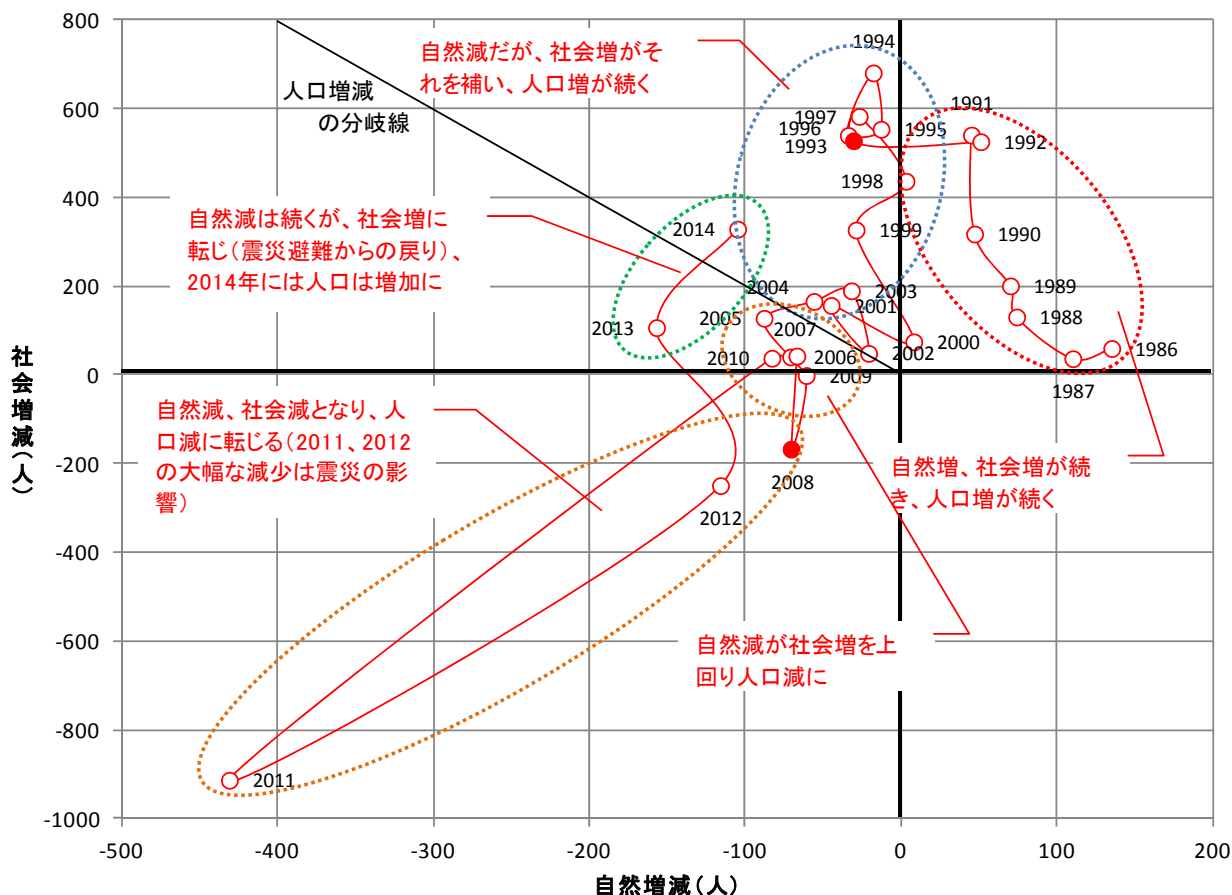 800
600
400
200
0
-200
-400
-600
-800
-1000
-500
-400
-300
-200
-100
0
100
200
社会増減(人)
自然増減(人)
人口増減
の分岐線
自然減だが、社会増がそ
れを補い、人口増が続く
自然減は続くが、社会増に
転じ(震災避難からの戻り)、
2014年には人口は増加に
自然減、社会減となり、人
口減に転じる(2011、2012
の大幅な減少は震災の影
響)
自然増、社会増が続
き、人口増が続く
自然減が社会増を上
回り人口減に
1994
1991
1997
1996
1995
1992
1993
1998
1999
1990
2014
1989
2004
2003
2001
1988
2005
2013
2007
2000
1986
2010
2006
2002
2009
1987
2008
2012
2011